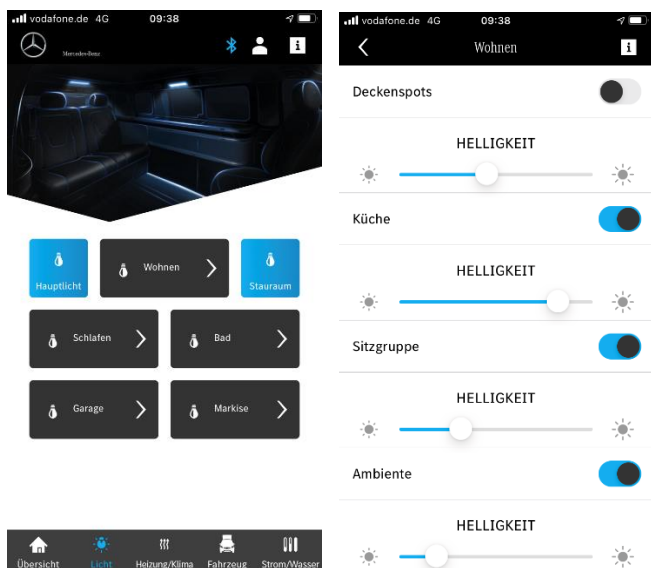 vodafone.de 4G 09:38
Mercedes-Benz
i
Hauptlicht
Wohnen
Stauraum
Schlafen
Bad
Garage
Markise
Übersicht
Licht
Heizung/Klima
Fahrzeug
Strom/Wasser
vodafone.de 4G 09:38
Wohnen
i
Deckenspots
HELLIGKEIT
Küche
HELLIGKEIT
Sitzgruppe
HELLIGKEIT
Ambiente
HELLIGKEIT